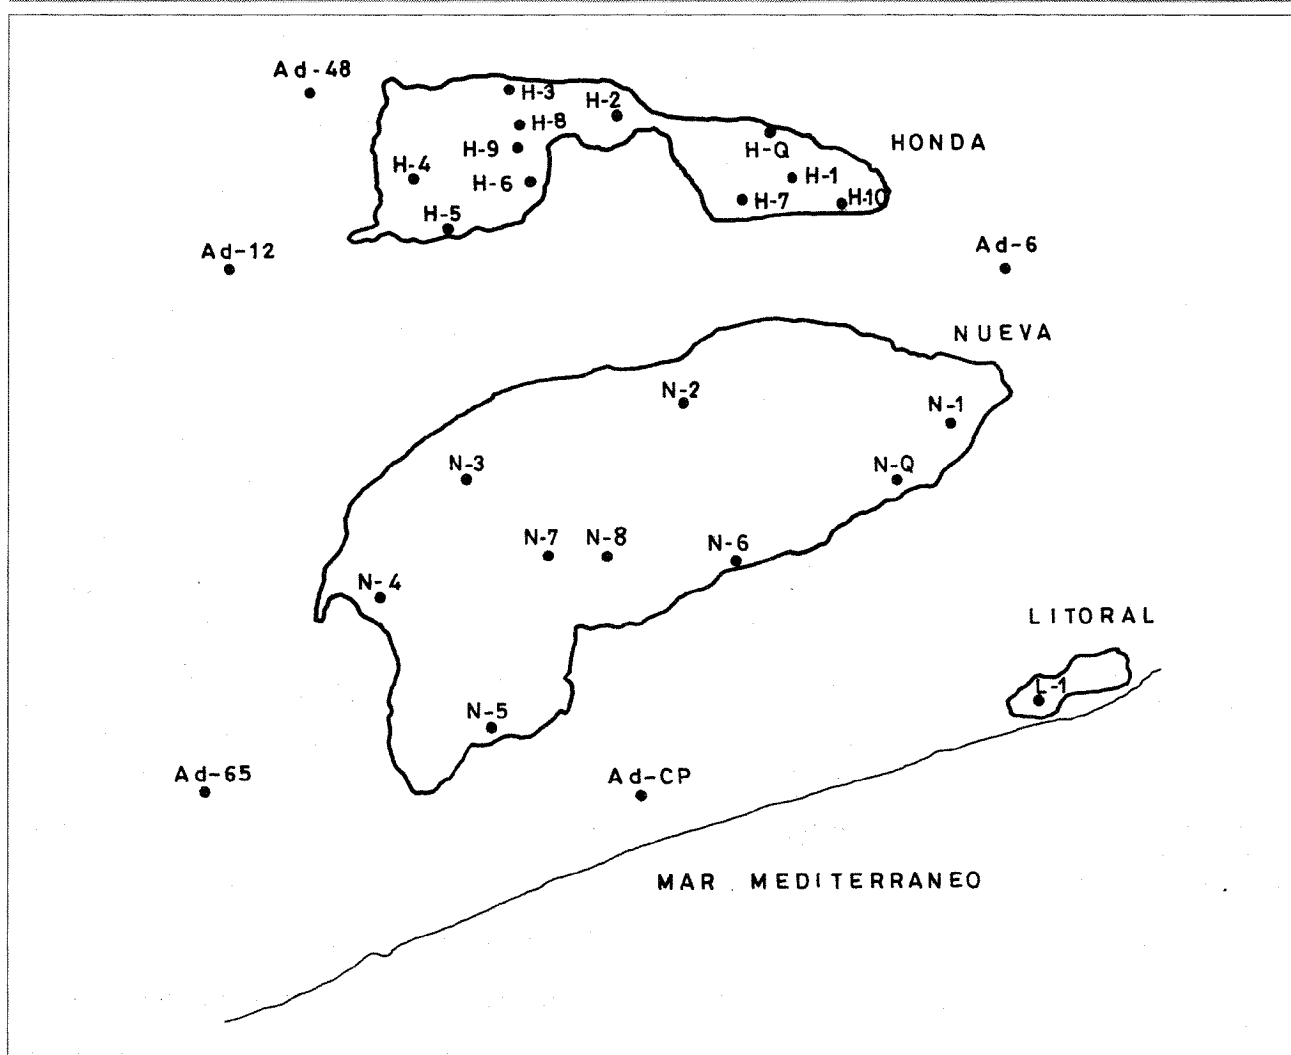 Ad-48
H-3
H-2
H-8
H-Q
HONDA
H-9
H-4
H-6
H-1
H-7
H-10
H-5
Ad-12
Ad-6
NUEVA
N-2
N-1
N-3
N-Q
N-7
N-8
N-6
N-4
LITORAL
L-1
N-5
Ad-65
Ad-CP
MAR MEDITERRANEO